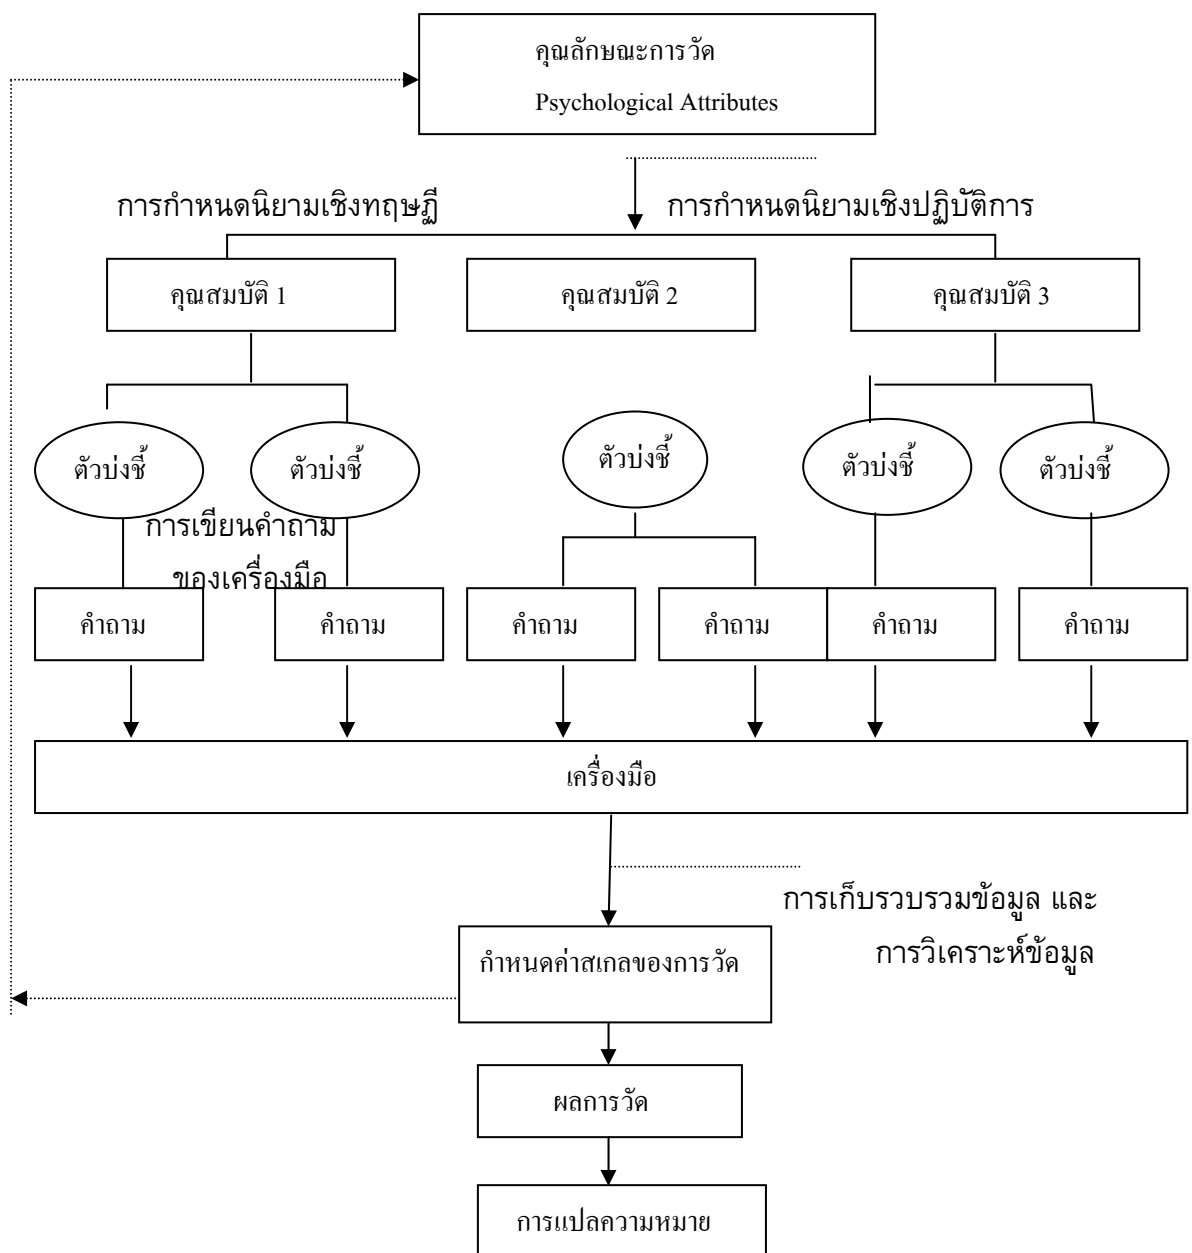 คุณลักษณะการวัด
Psychological Attributes
การกำหนดนิยามเชิงทฤษฎี การกำหนดนิยามเชิงปฏิบัติการ
คุณสมบัติ 1 คุณสมบัติ 2 คุณสมบัติ 3
ตัวบ่งชี้ ตัวบ่งชี้ ตัวบ่งชี้ ตัวบ่งชี้ ตัวบ่งชี้
การเขียนคำถาม
ของเครื่องมือ
คำถาม คำถาม คำถาม คำถาม คำถาม คำถาม
เครื่องมือ
การเก็บรวบรวมข้อมูล และ
การวิเคราะห์ข้อมูล
กำหนดค่าสเกลของการวัด
ผลการวัด
การแปลความหมาย